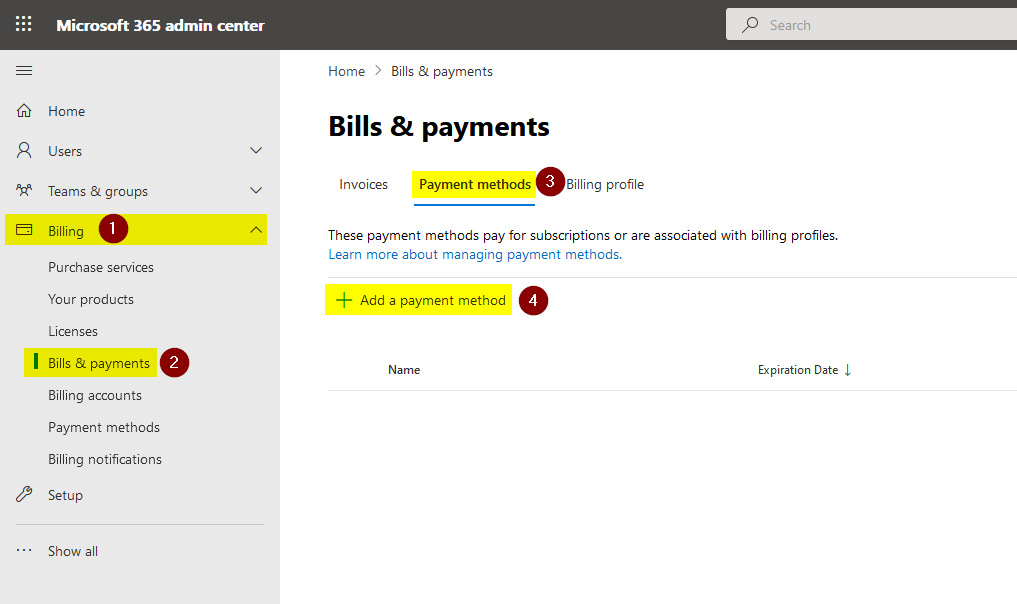 Microsoft 365 admin center
Search
Home
Users
Teams & groups
Billing 1
Purchase services
Your products
Licenses
Bills & payments 2
Billing accounts
Payment methods
Billing notifications
Setup
Show all
Home > Bills & payments
Bills & payments
Invoices Payment methods 3 Billing profile
These payment methods pay for subscriptions or are associated with billing profiles.
Learn more about managing payment methods.
+ Add a payment method 4
Name Expiration Date ↓